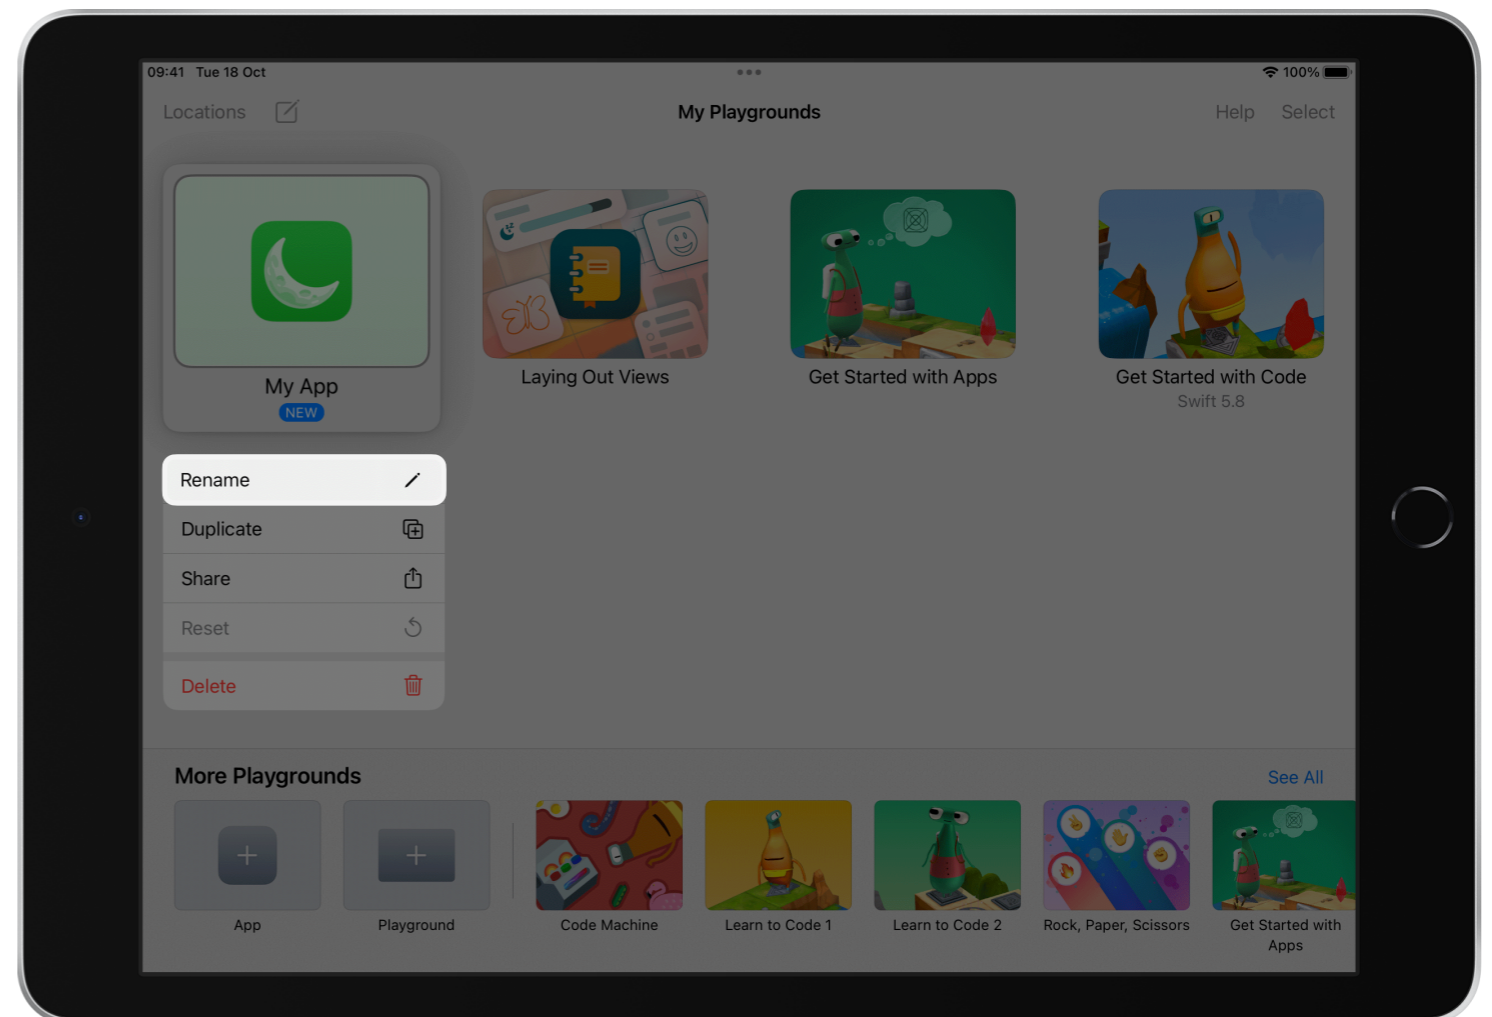 09:41 Tue 18 Oct
100%
Locations
My Playgrounds
Help
Select
My App
NEW
Laying Out Views
Get Started with Apps
Get Started with Code
Swift 5.8
Rename
Duplicate
Share
Reset
Delete
More Playgrounds
See All
App
Playground
Code Machine
Learn to Code 1
Learn to Code 2
Rock, Paper, Scissors
Get Started with
Apps